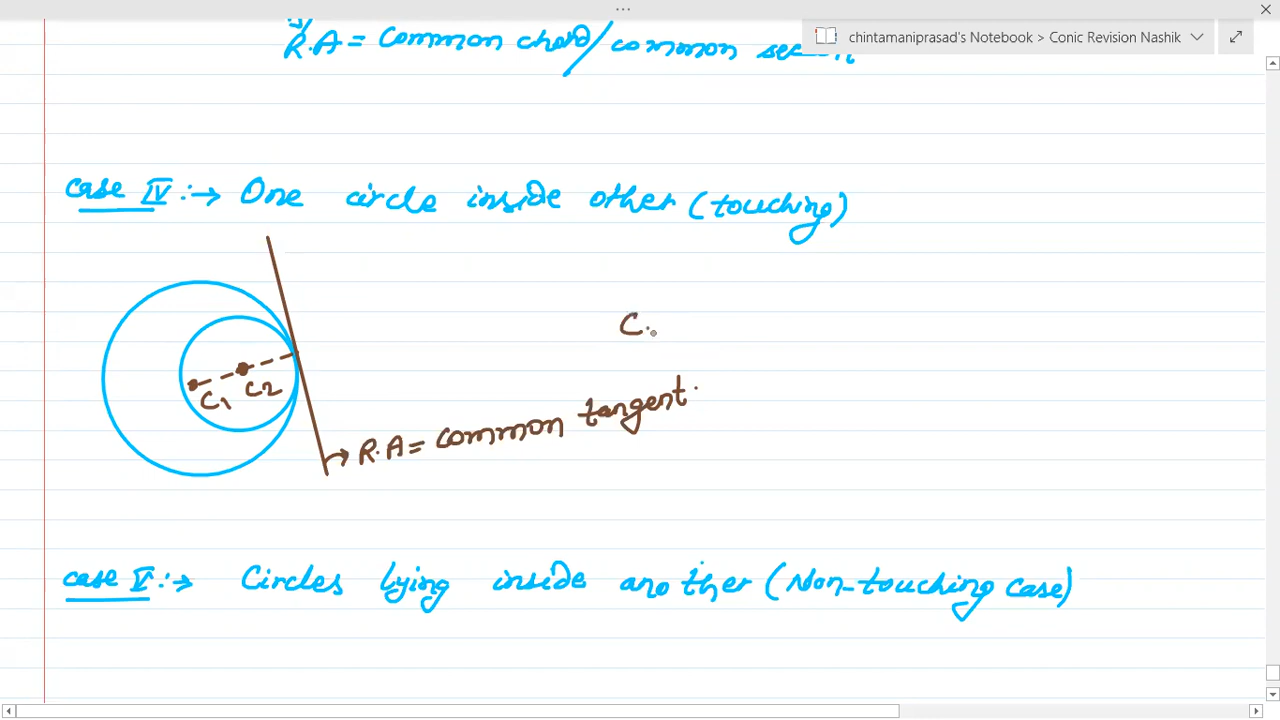 chintamaniprasad's Notebook > Conic Revision Nashik
R.A = common chord/common secant
case IV :→ One circle inside other (touching)
C.
C1 C2
R.A = common tangent.
case V :→ Circles lying inside another (Non-touching case)